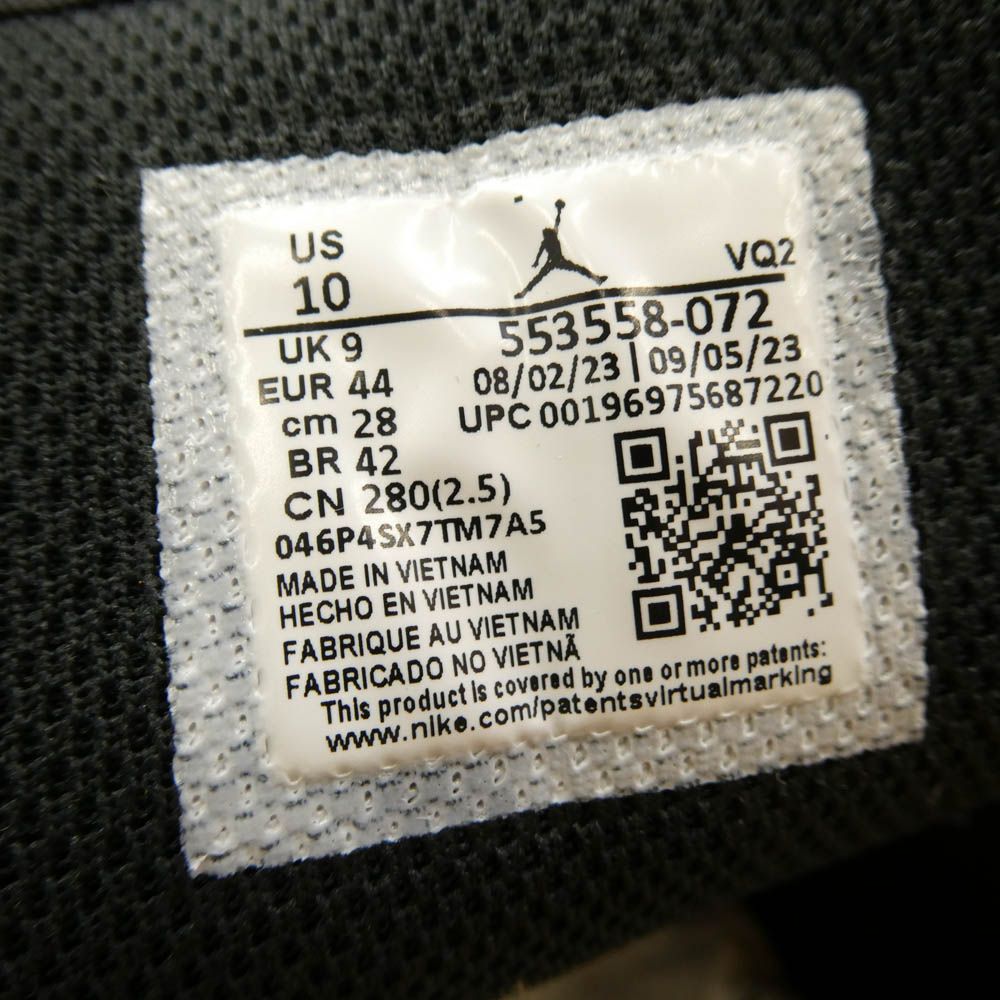 US
10
VQ2
UK 9
EUR 44
cm 28
BR 42
CN 280(2.5)
553558-072
08/02/23 | 09/05/23
UPC 00196975687220
046P4SX7TM7A5
MADE IN VIETNAM
HECHO EN VIETNAM
FABRIQUE AU VIETNAM
FABRICADO NO VIETNÃ
This product is covered by one or more patents:
www.nike.com/patentsvirtualmarking